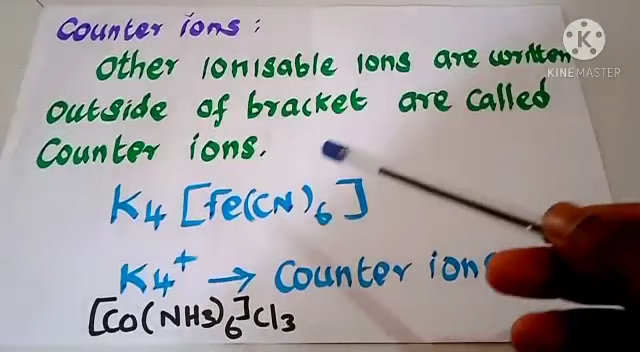 Counter ions:
Other ionisable ions are written
outside of bracket are called
Counter ions.
K4 [Fe(CN)6]
K4+ → Counter ions
[Co(NH3)6]Cl3
K
KINEMASTER